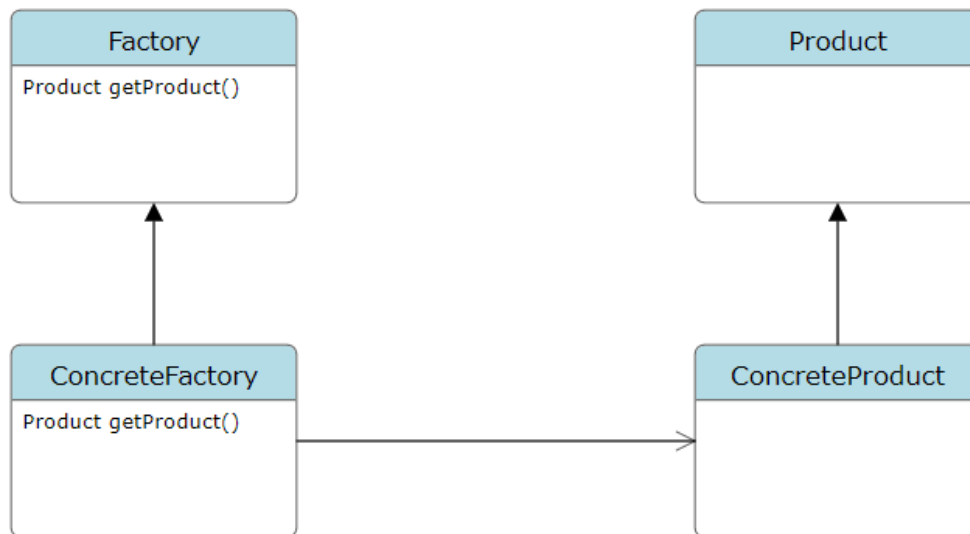 Factory
Product getProduct()
Product
ConcreteFactory
Product getProduct()
ConcreteProduct